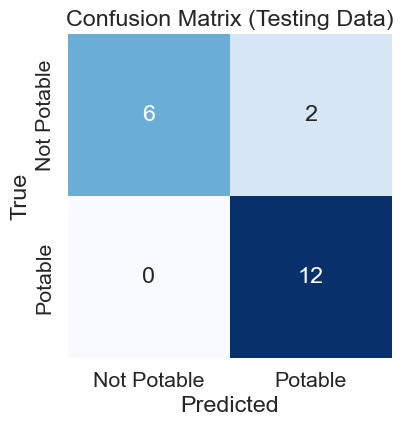 Confusion Matrix (Testing Data)
True
Not Potable
6
2
Potable
0
12
Not Potable
Potable
Predicted